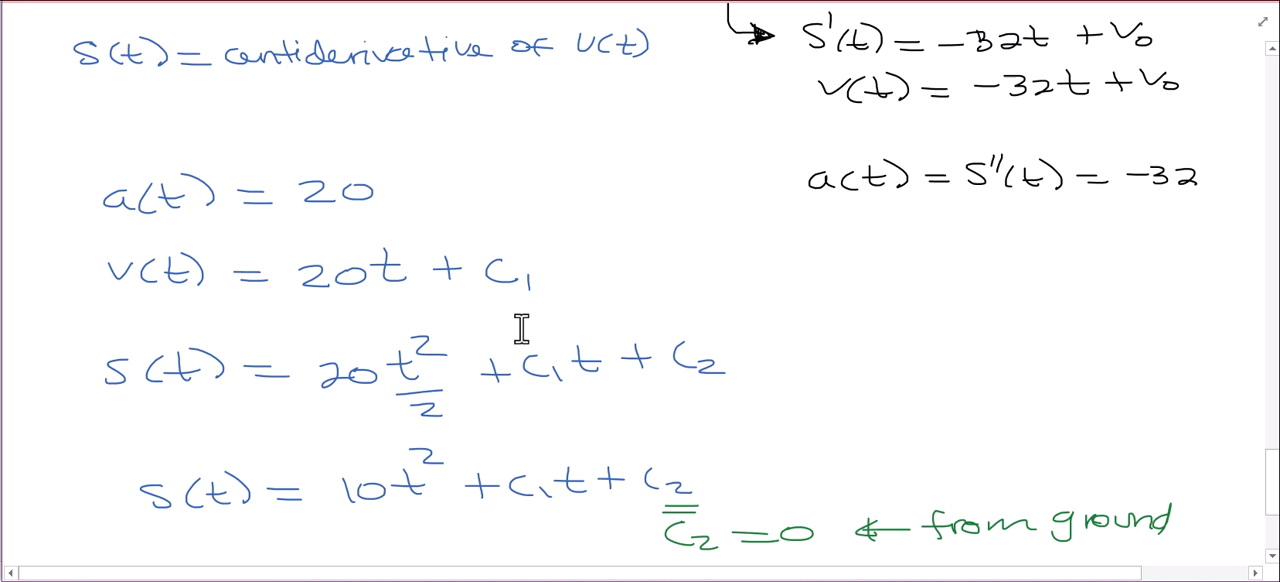 s(t) = antiderivative of v(t)
a(t) = 20
v(t) = 20t + c₁
s(t) = 20t²/2 + c₁t + c₂
s(t) = 10t² + c₁t + c₂
c₂ = 0 ← from ground
s'(t) = -32t + v₀
v(t) = -32t + v₀
a(t) = s''(t) = -32